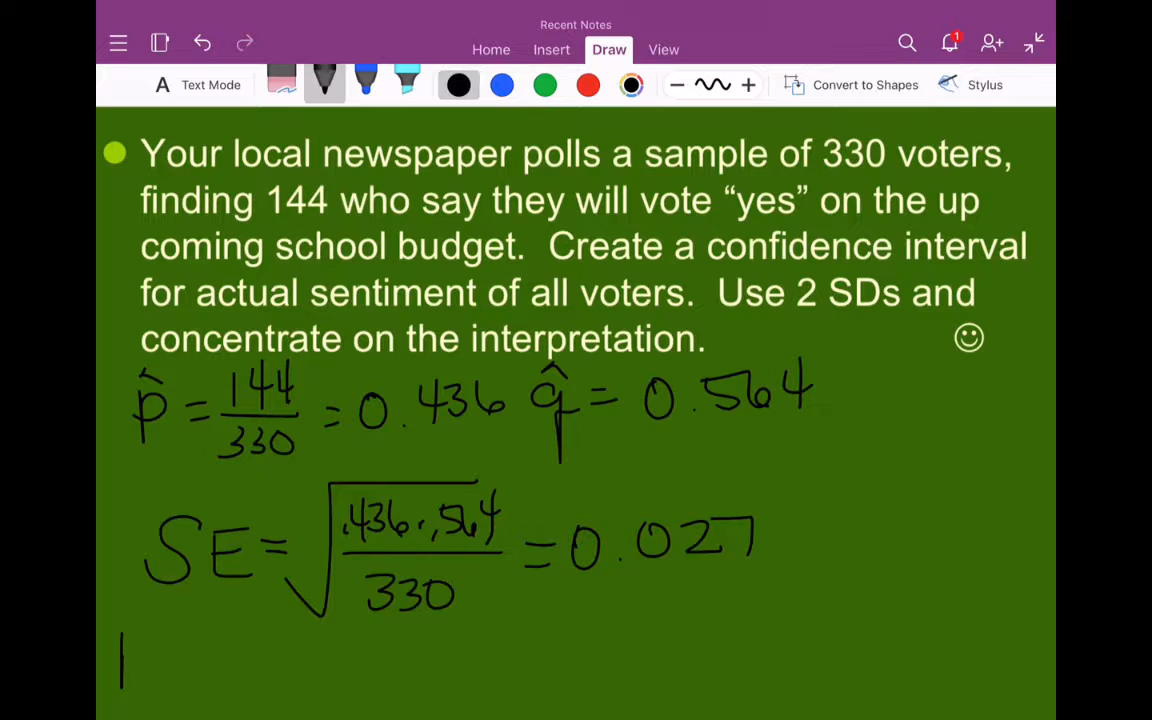 Recent Notes
1
Home Insert Draw View
A Text Mode Convert to Shapes Stylus
Your local newspaper polls a sample of 330 voters,
finding 144 who say they will vote “yes” on the up
coming school budget. Create a confidence interval
for actual sentiment of all voters. Use 2 SDs and
concentrate on the interpretation.
p̂ = 144/330 = 0.436 q̂ = 0.564
SE = √(.436·.564/330) = 0.027